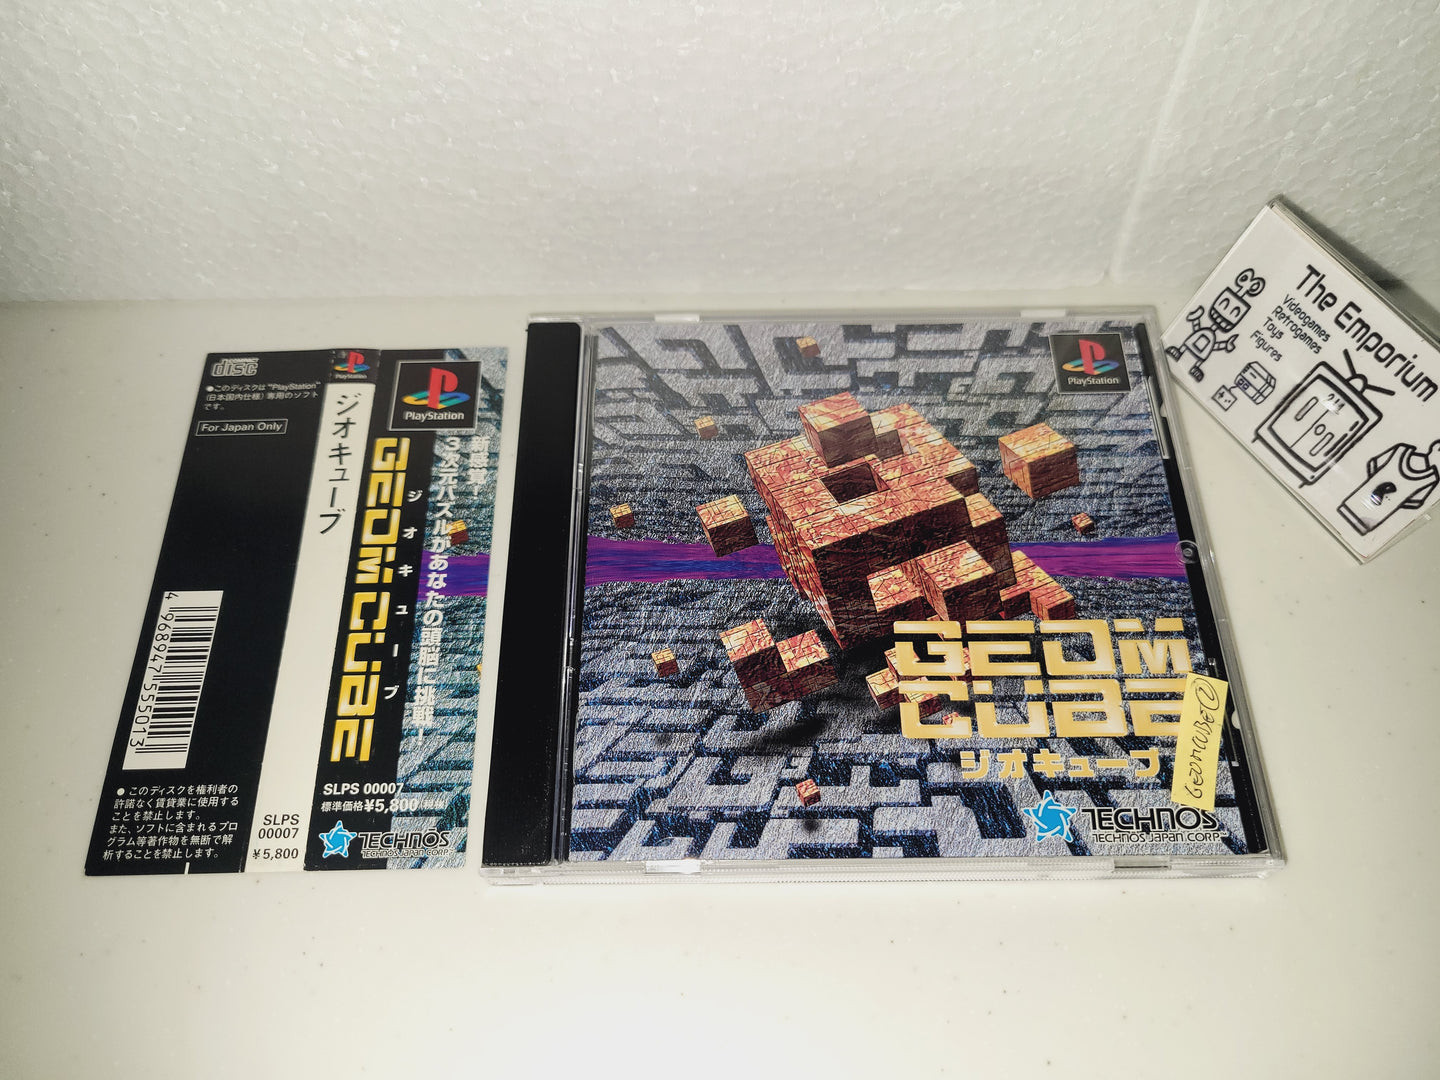 COMPACT
disc
●このディスクは"PlayStation"
(日本国内仕様) 専用のソフト
です。
For Japan Only
4 968947 555013
●このディスクを権利者の
許諾なく賃貸業に使用する
ことを禁止します。
また、ソフトに含まれるプロ
グラム等著作物を無断で解
析することを禁止します。
PlayStation
ジオキューブ
SLPS
00007
¥5,800
PlayStation
3次元パズルがあなたの頭脳に挑戦!
GEOM CUBE
ジオキューブ
SLPS 00007
標準価格¥5,800(税抜)
TECHNOS
TECHNOS JAPAN CORP.
PlayStation
GEOM
CUBE
ジオキューブ
GEOMCUBE
TECHNOS
TECHNOS JAPAN CORP.
The Emporium
Videogames
Retrogames
Toys
Figures